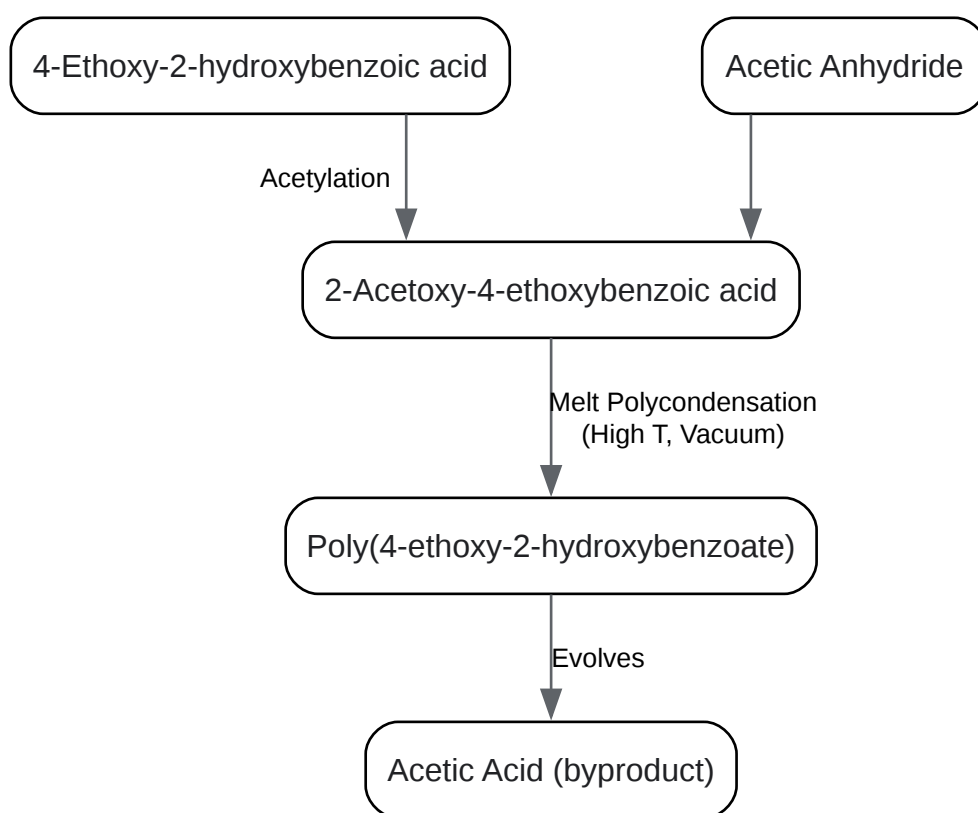 4-Ethoxy-2-hydroxybenzoic acid
Acetic Anhydride
Acetylation
2-Acetoxy-4-ethoxybenzoic acid
Melt Polycondensation
(High T, Vacuum)
Poly(4-ethoxy-2-hydroxybenzoate)
Evolves
Acetic Acid (byproduct)